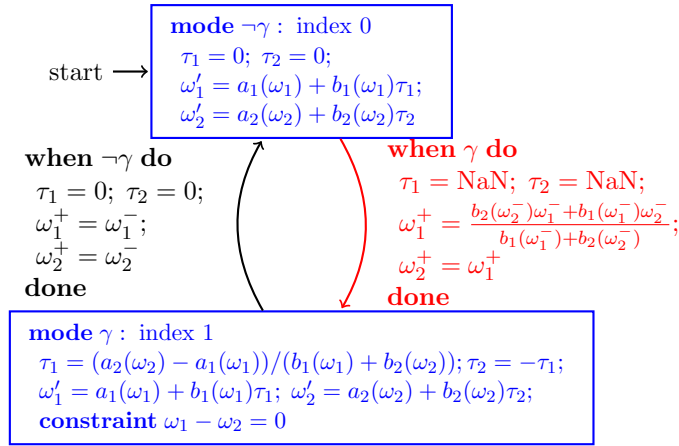 mode ¬γ : index 0
τ₁ = 0; τ₂ = 0;
ω₁′ = a₁(ω₁) + b₁(ω₁)τ₁;
ω₂′ = a₂(ω₂) + b₂(ω₂)τ₂
start
when ¬γ do
τ₁ = 0; τ₂ = 0;
ω₁⁺ = ω₁⁻;
ω₂⁺ = ω₂⁻
done
when γ do
τ₁ = NaN; τ₂ = NaN;
ω₁⁺ = (b₂(ω₂⁻)ω₁⁻+b₁(ω₁⁻)ω₂⁻)/(b₁(ω₁⁻)+b₂(ω₂⁻));
ω₂⁺ = ω₁⁺
done
mode γ : index 1
τ₁ = (a₂(ω₂) − a₁(ω₁))/(b₁(ω₁) + b₂(ω₂)); τ₂ = −τ₁;
ω₁′ = a₁(ω₁) + b₁(ω₁)τ₁; ω₂′ = a₂(ω₂) + b₂(ω₂)τ₂;
constraint ω₁ − ω₂ = 0